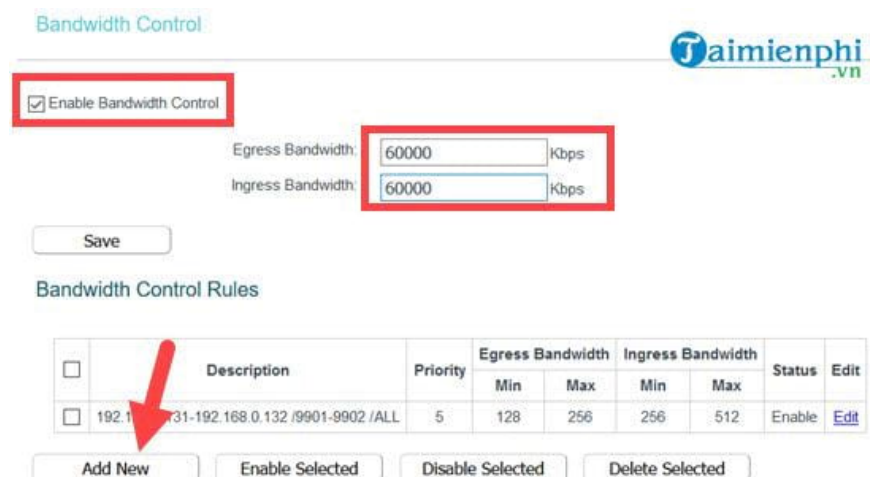 Bandwidth Control
Taimienphi
.vn
Enable Bandwidth Control
Egress Bandwidth: 60000 Kbps
Ingress Bandwidth: 60000 Kbps
Save
Bandwidth Control Rules
Description Priority Egress Bandwidth Ingress Bandwidth Status Edit
Min Max Min Max
31-192.168.0.132 /9901-9902 /ALL 5 128 256 256 512 Enable Edit
Add New Enable Selected Disable Selected Delete Selected